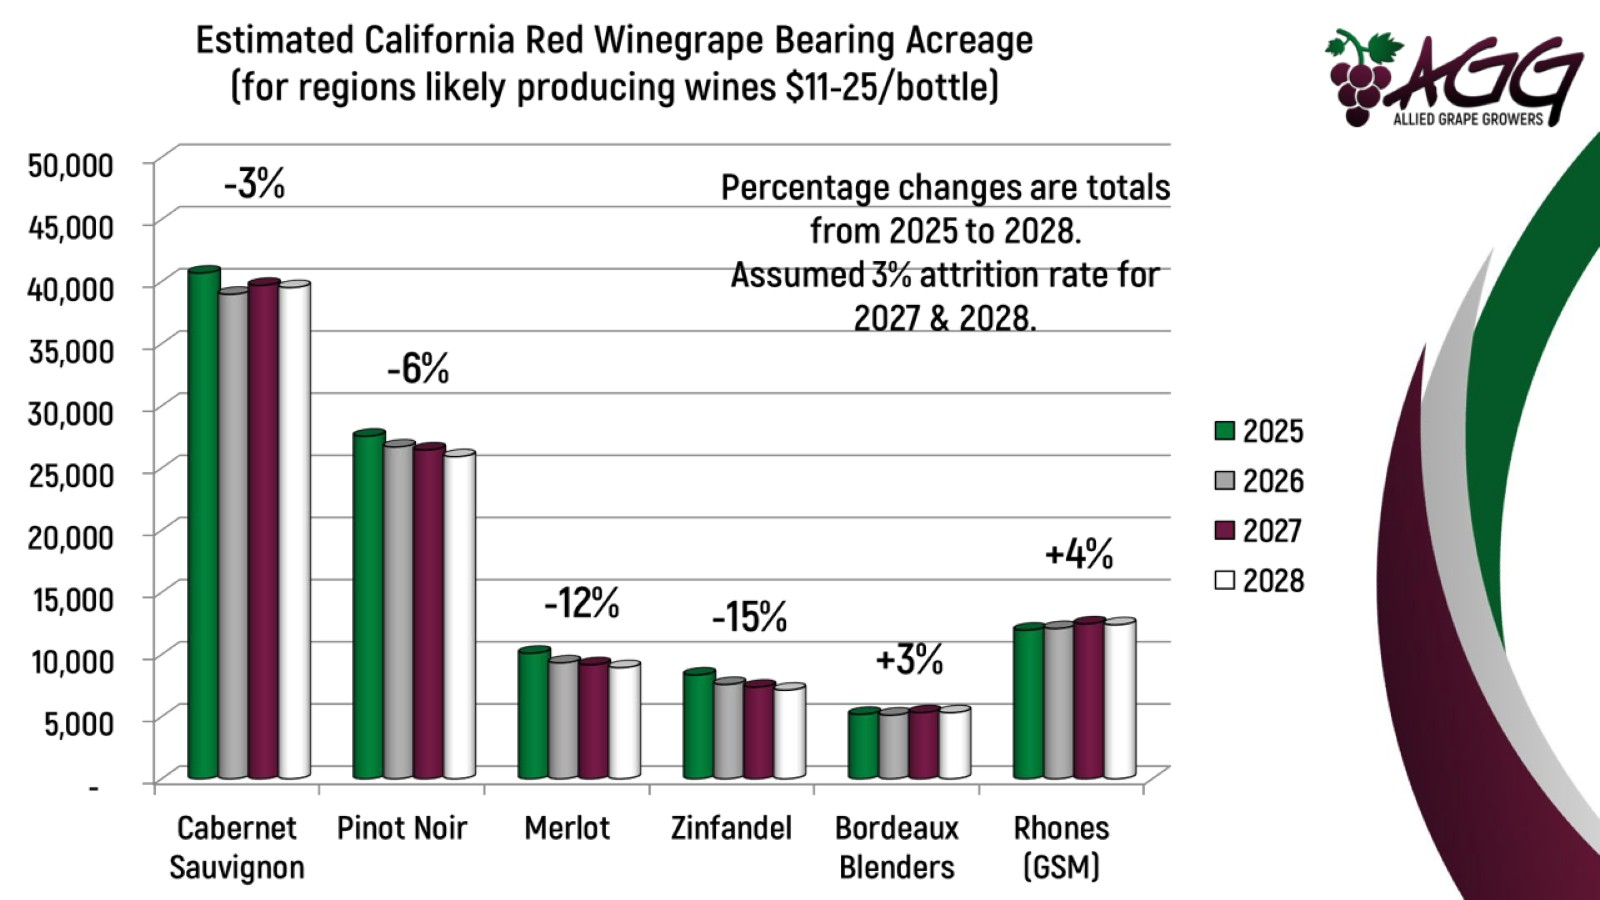 Estimated California Red Winegrape Bearing Acreage
(for regions likely producing wines $11-25/bottle)
AGG
ALLIED GRAPE GROWERS
50,000
45,000
40,000
35,000
30,000
25,000
20,000
15,000
10,000
5,000
-
-3%
-6%
-12%
-15%
+3%
+4%
Percentage changes are totals
from 2025 to 2028.
Assumed 3% attrition rate for
2027 & 2028.
2025
2026
2027
2028
Cabernet
Sauvignon
Pinot Noir
Merlot
Zinfandel
Bordeaux
Blenders
Rhones
(GSM)